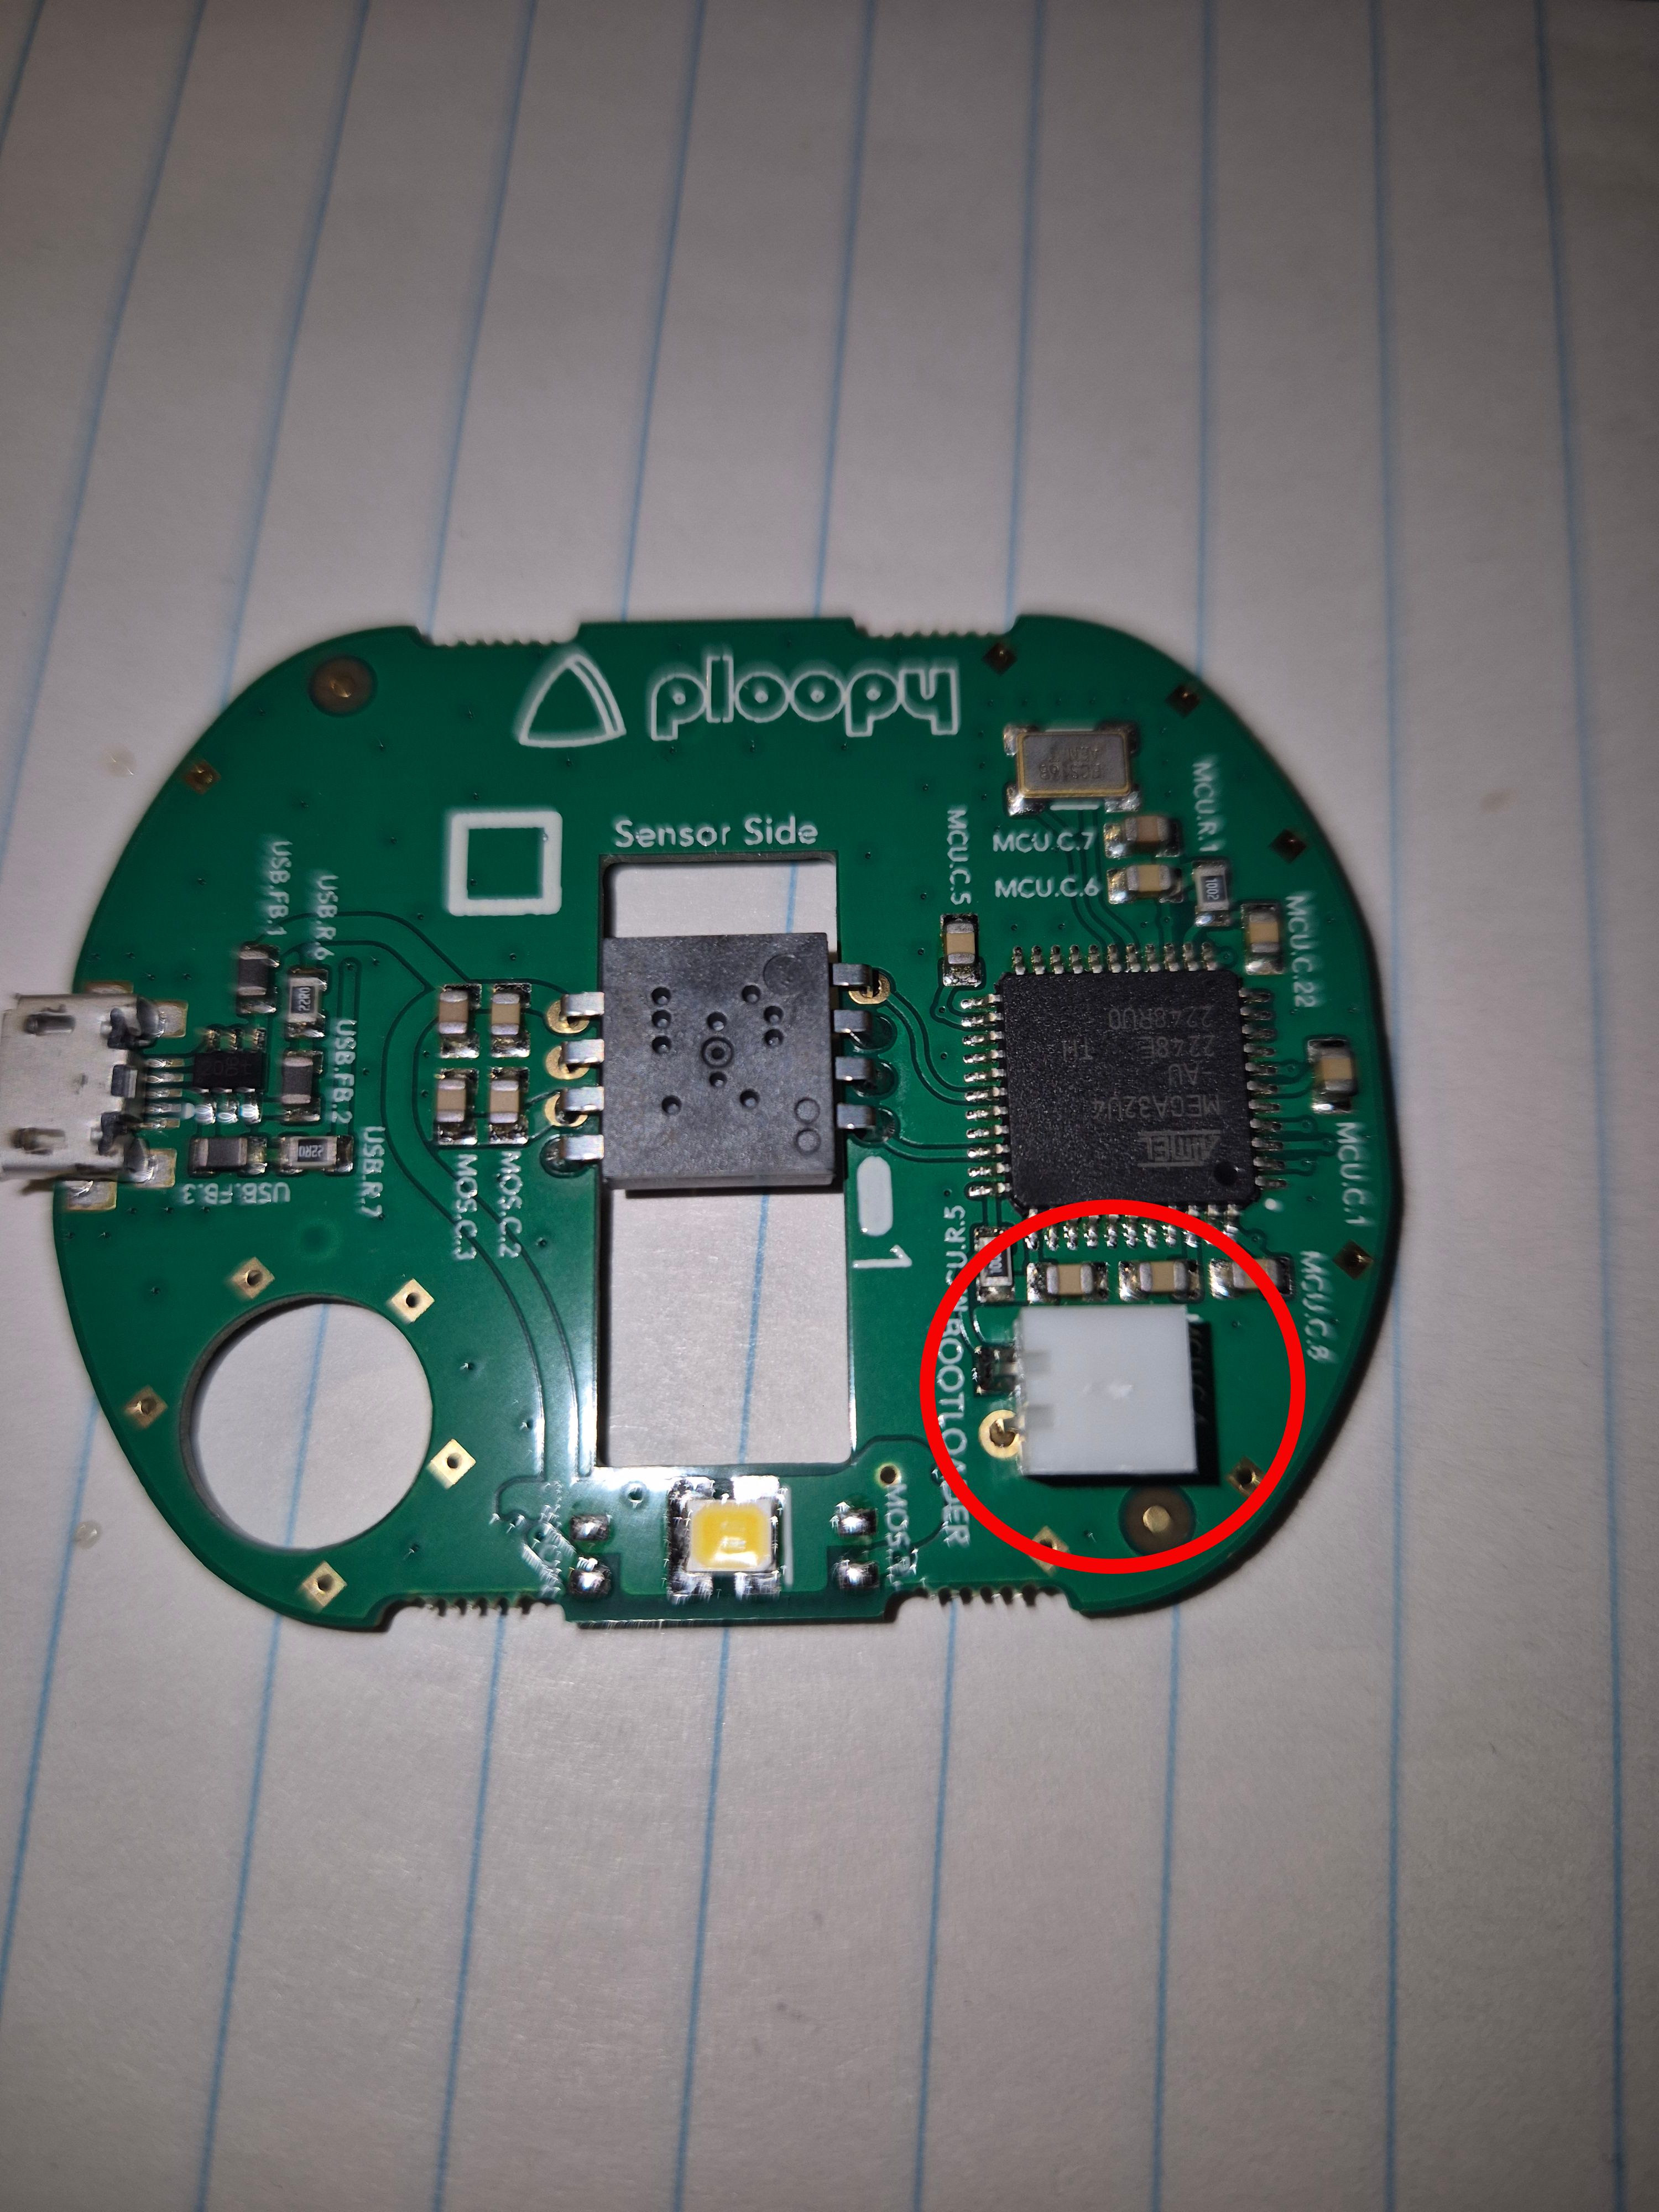 ploopy
Sensor Side
MCU.R.1
MCU.C.7
MCU.C.5
MCU.C.6
1002
MCU.C.22
USB.FB.1
USB.R.6
22R0
USB.FB.2
USB.R.7
22R0
USB.FB.3
MOS.C.3
MOS.C.2
ATMEL
MEGA32U4
-AU
2248E TW
2248RU0
MCU.C.1
1
MCU.R.5
MCU.C.8
BOOTLOADER